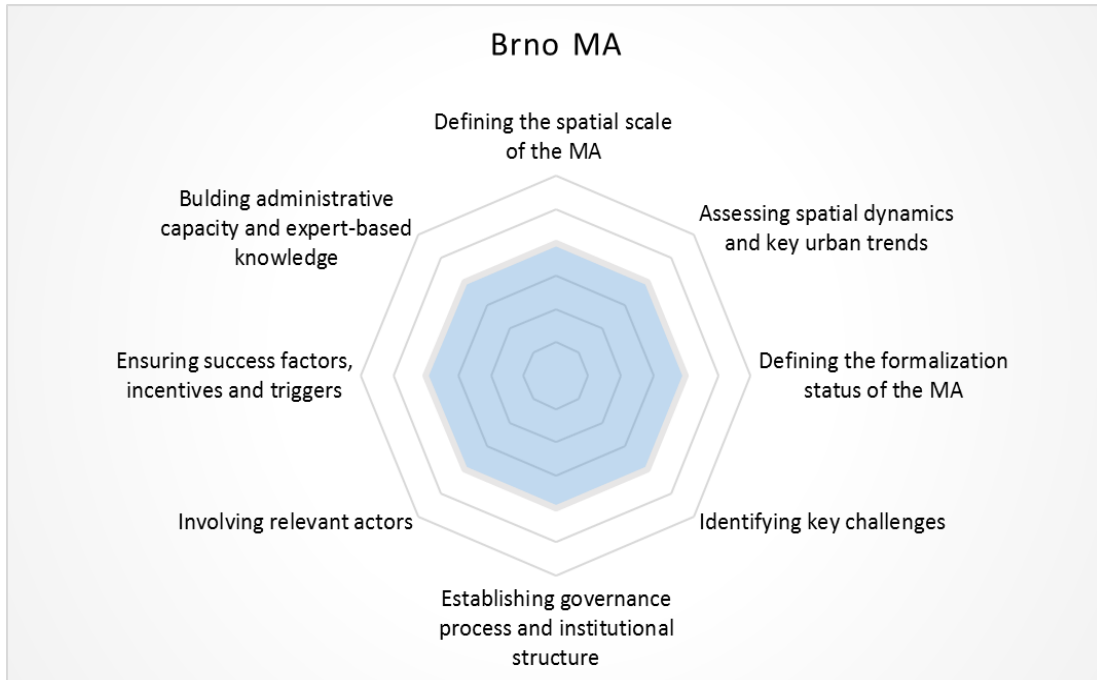 Brno MA
Defining the spatial scale
of the MA
Assessing spatial dynamics
and key urban trends
Defining the formalization
status of the MA
Identifying key challenges
Establishing governance
process and institutional
structure
Involving relevant actors
Ensuring success factors,
incentives and triggers
Bulding administrative
capacity and expert-based
knowledge